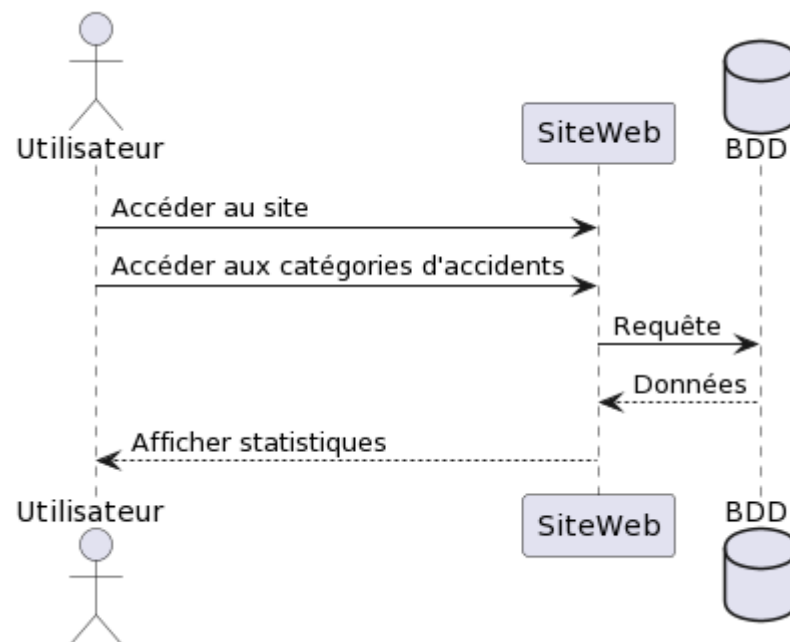 Utilisateur
SiteWeb
BDD
Accéder au site
Accéder aux catégories d'accidents
Requête
Données
Afficher statistiques
Utilisateur
SiteWeb
BDD